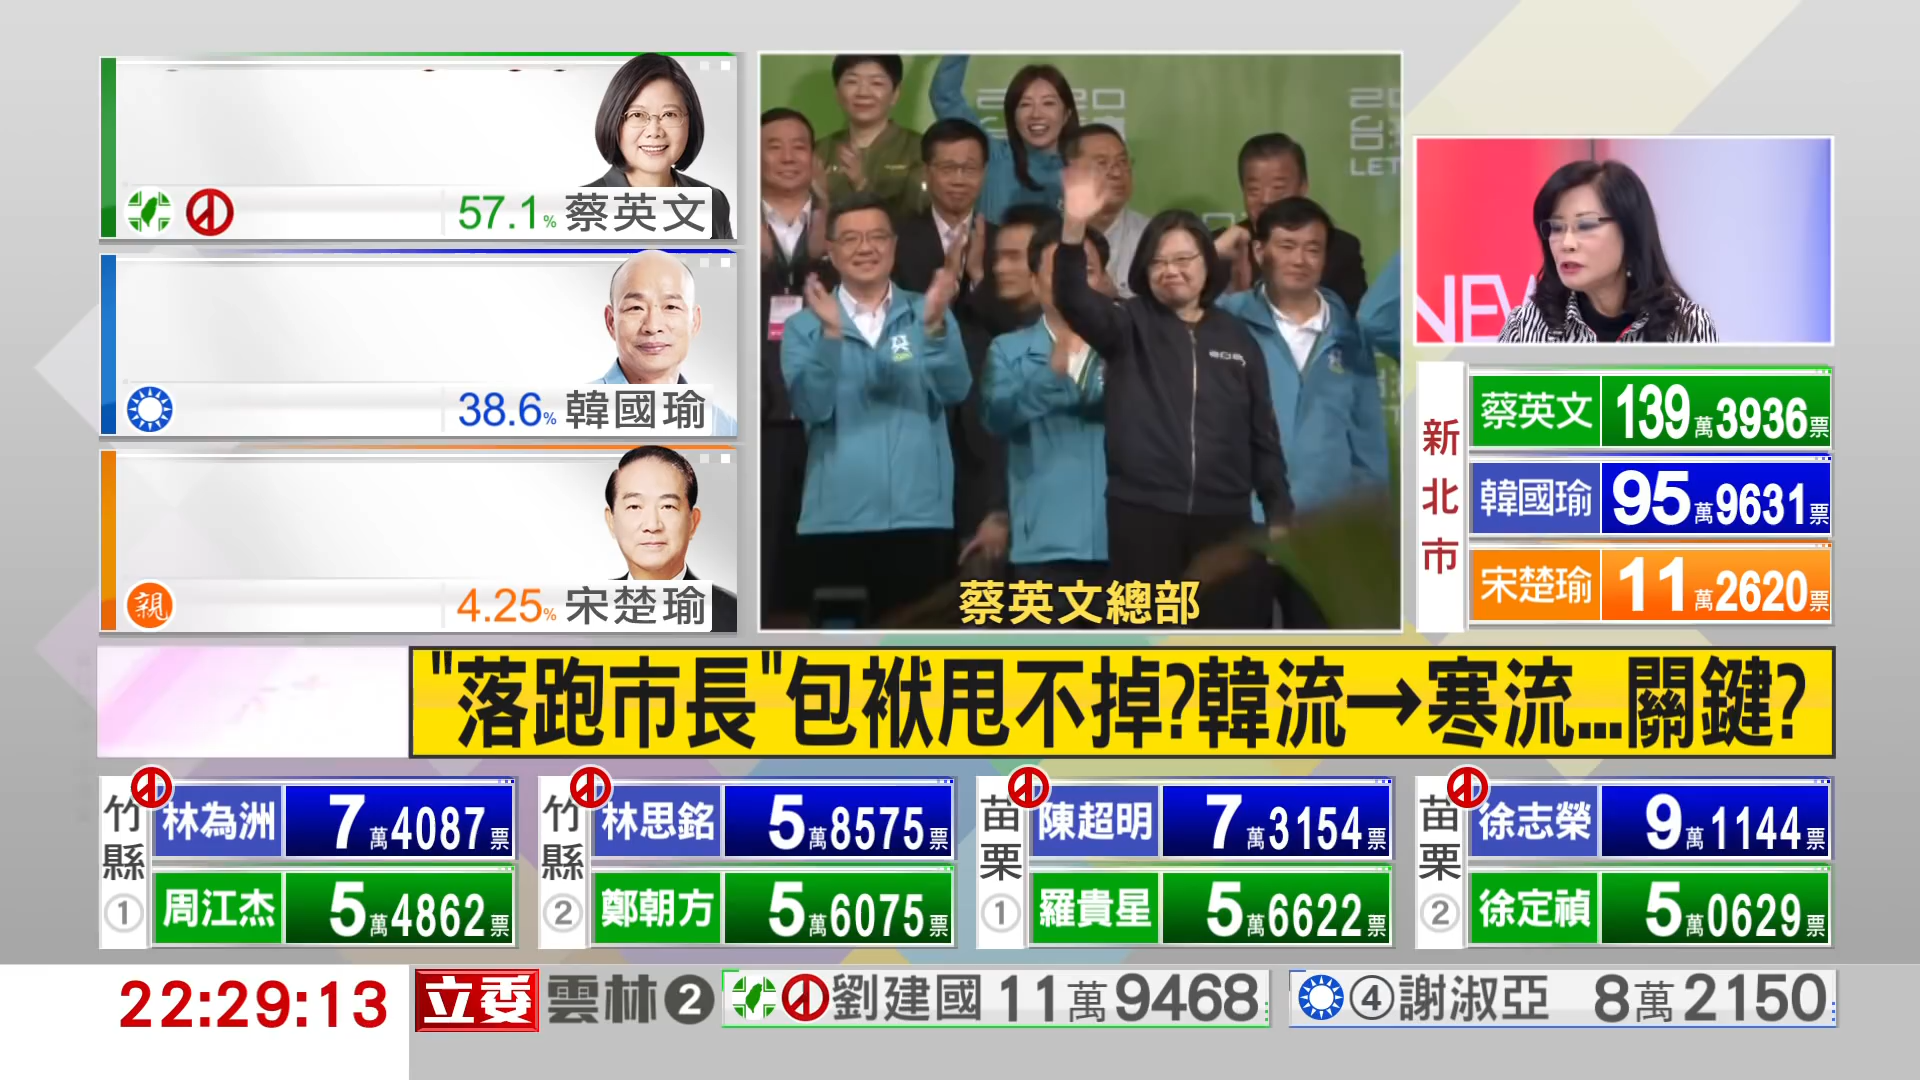 57.1% 蔡英文
38.6% 韓國瑜
親 4.25% 宋楚瑜
2020
LET
蔡英文總部
NEW
新北市
蔡英文 139萬3936票
韓國瑜 95萬9631票
宋楚瑜 11萬2620票
"落跑市長"包袱甩不掉?韓流→寒流...關鍵?
竹縣①
林為洲 7萬4087票
周江杰 5萬4862票
竹縣②
林思銘 5萬8575票
鄭朝方 5萬6075票
苗栗①
陳超明 7萬3154票
羅貴星 5萬6622票
苗栗②
徐志榮 9萬1144票
徐定禎 5萬0629票
22:29:13 立委 雲林② 劉建國 11萬9468 ④謝淑亞 8萬2150